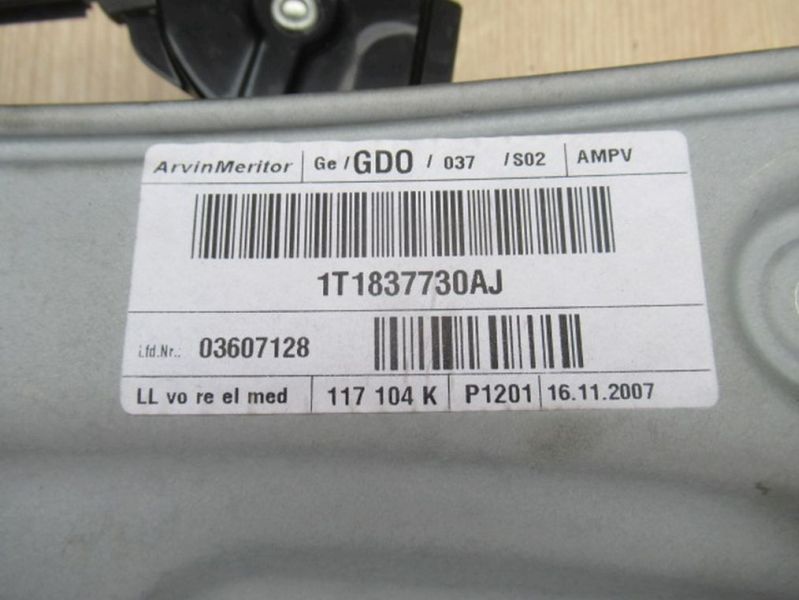 ArvinMeritor Ge / GDO / 037 / S02 AMPV
1T1837730AJ
Lfd.Nr.: 03607128
LL vo re el med 117 104 K P1201 16.11.2007